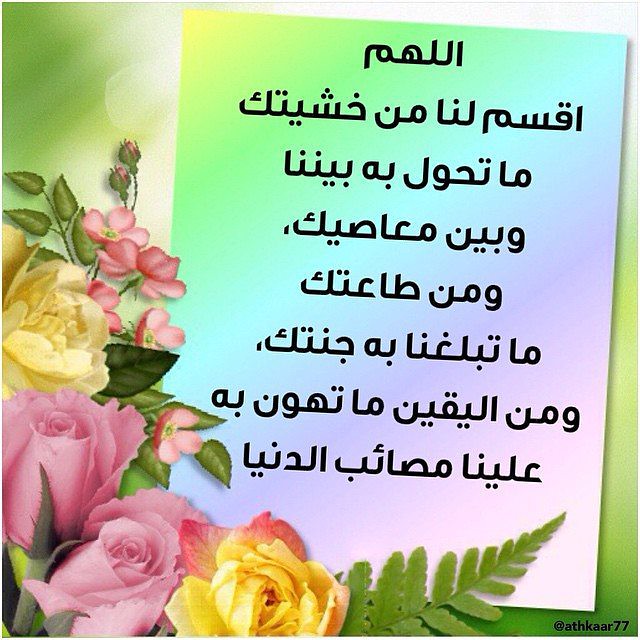 اللهم
اقسم لنا من خشيتك
ما تحول به بيننا
وبين معاصيك،
ومن طاعتك
ما تبلغنا به جنتك،
ومن اليقين ما تهون به
علينا مصائب الدنيا
@athkaar77